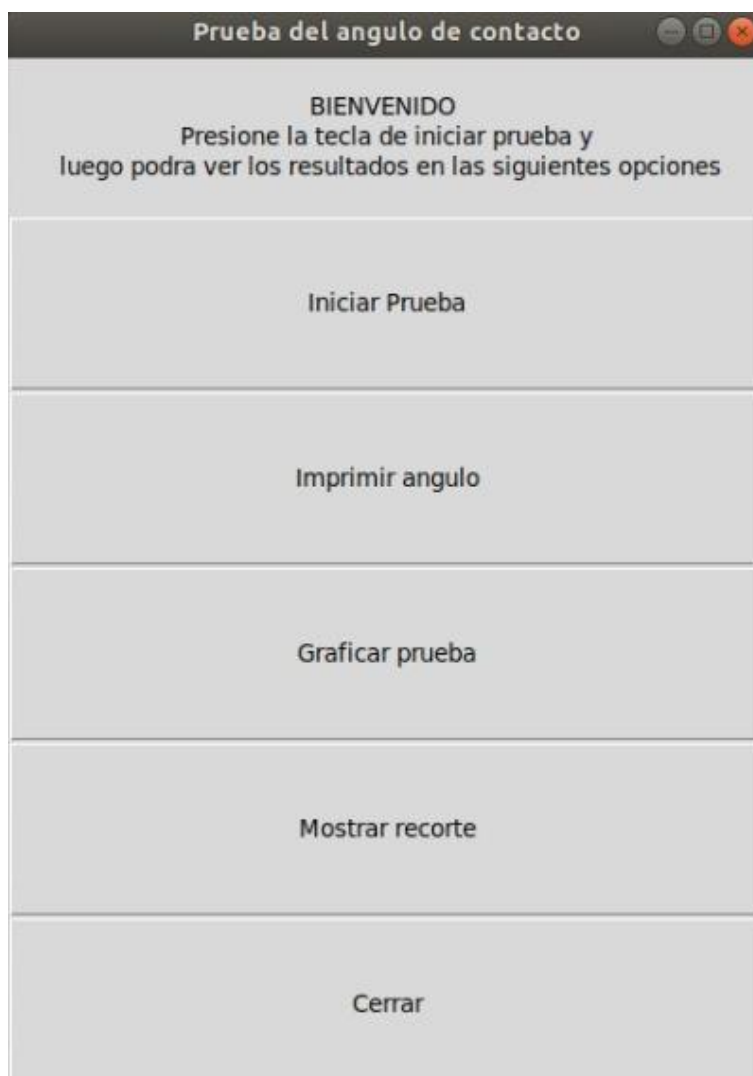 Prueba del angulo de contacto
BIENVENIDO
Presione la tecla de iniciar prueba y
luego podra ver los resultados en las siguientes opciones
Iniciar Prueba
Imprimir angulo
Graficar prueba
Mostrar recorte
Cerrar